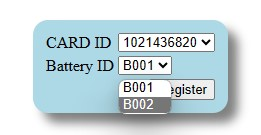 CARD ID 1021436820
Battery ID B001
B001
B002
egister